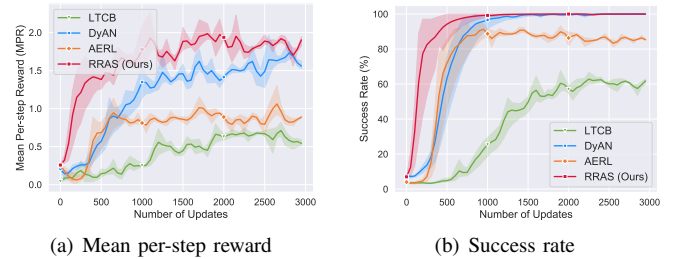 LTCB
DyAN
AERL
RRAS (Ours)
Mean Per-step Reward (MPR)
2.0
1.5
1.0
0.5
0.0
0 500 1000 1500 2000 2500 3000
Number of Updates
(a) Mean per-step reward
Success Rate (%)
100
80
60
40
20
0
LTCB
DyAN
AERL
RRAS (Ours)
0 500 1000 1500 2000 2500 3000
Number of Updates
(b) Success rate